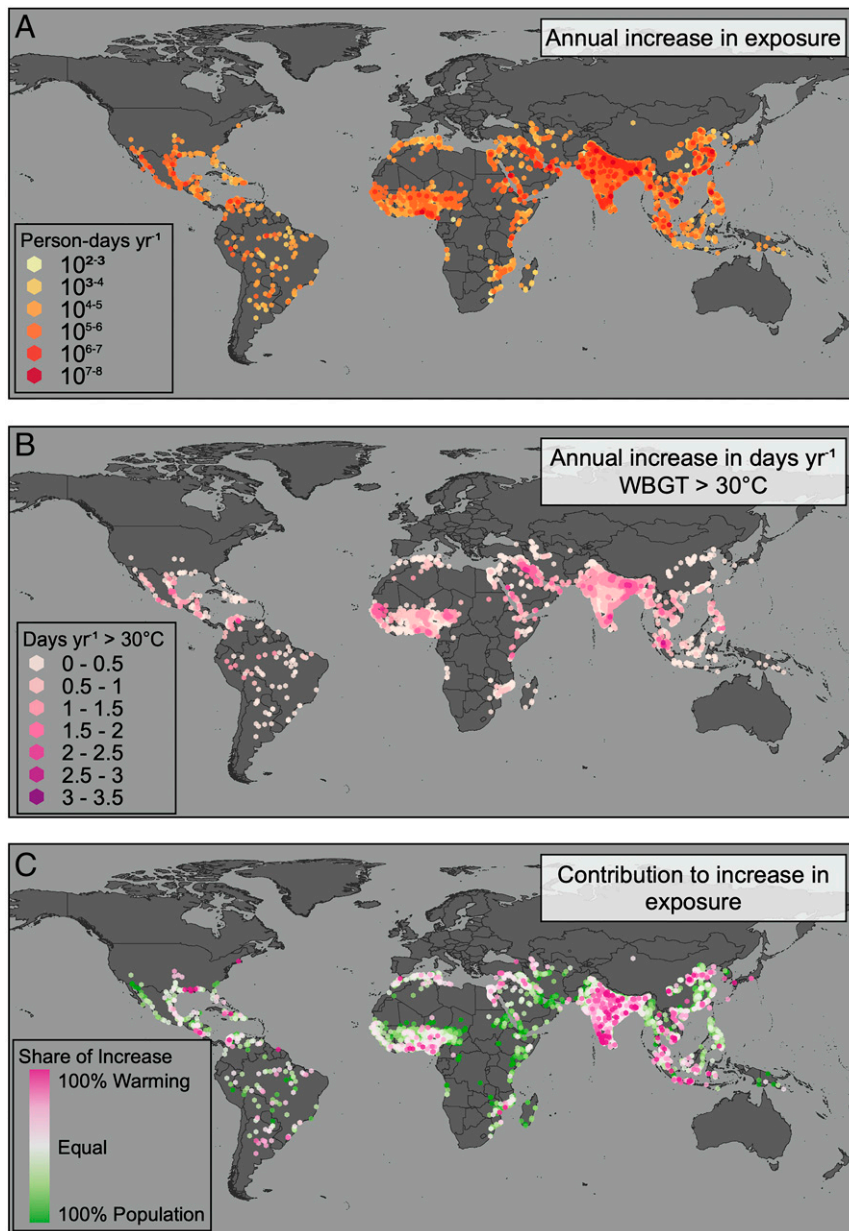 A
Annual increase in exposure
Person-days yr⁻¹
10²⁻³
10³⁻⁴
10⁴⁻⁵
10⁵⁻⁶
10⁶⁻⁷
10⁷⁻⁸
B
Annual increase in days yr⁻¹
WBGT > 30°C
Days yr⁻¹ > 30°C
0 - 0.5
0.5 - 1
1 - 1.5
1.5 - 2
2 - 2.5
2.5 - 3
3 - 3.5
C
Contribution to increase in
exposure
Share of Increase
100% Warming
Equal
100% Population